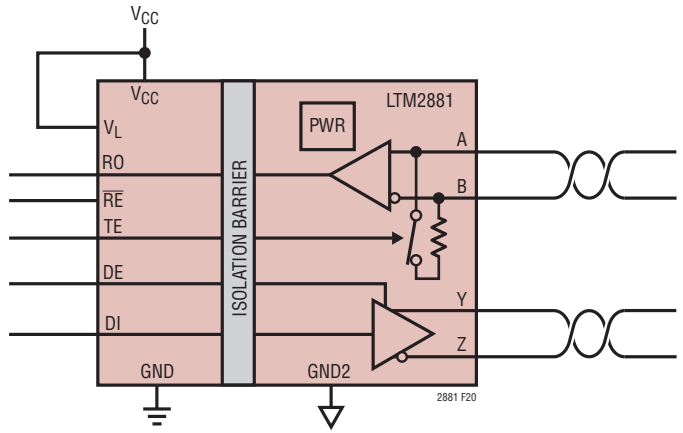 VCC
VCC
LTM2881
PWR
VL
A
RO
B
RE
TE
ISOLATION BARRIER
DE
Y
DI
Z
GND
GND2
2881 F20